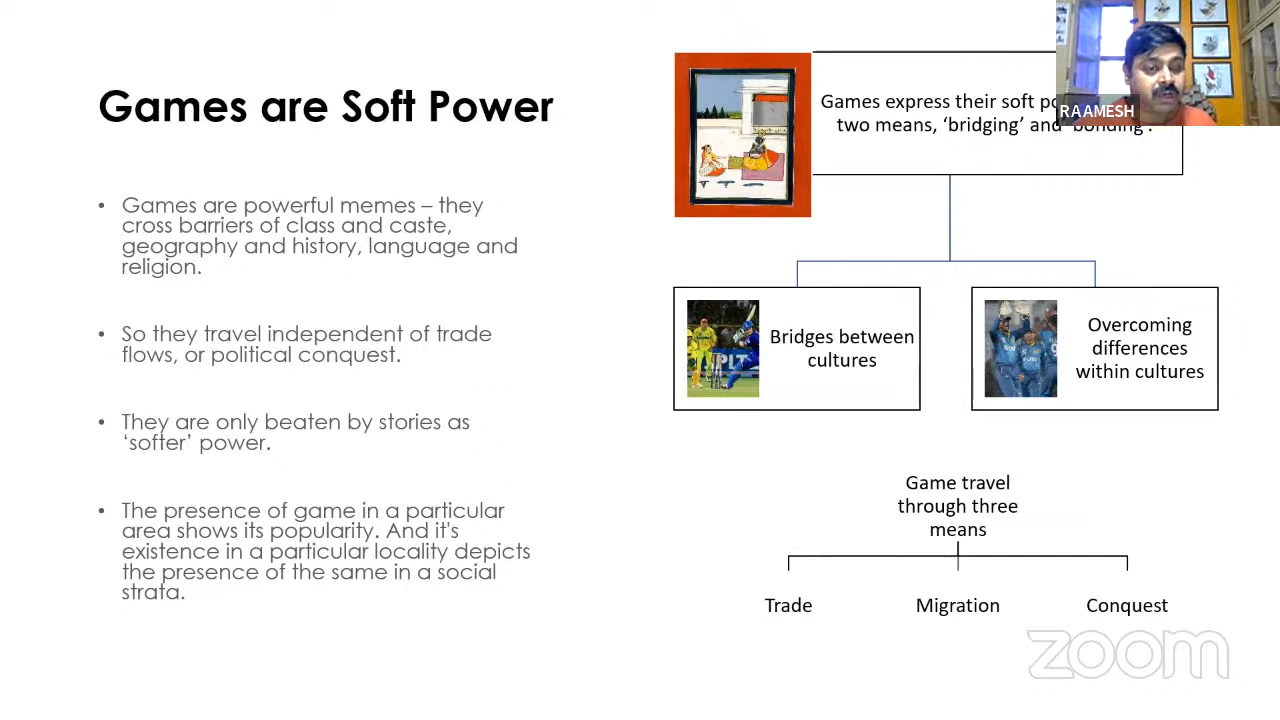 Games are Soft Power
• Games are powerful memes – they
cross barriers of class and caste,
geography and history, language and
religion.
• So they travel independent of trade
flows, or political conquest.
• They are only beaten by stories as
‘softer’ power.
• The presence of game in a particular
area shows its popularity. And it's
existence in a particular locality depicts
the presence of the same in a social
strata.
Games express their soft
two means, ‘bridging’ and ‘bonding’.
RAAMESH
Bridges between
cultures
Overcoming
differences
within cultures
Game travel
through three
means
Trade
Migration
Conquest
zoom